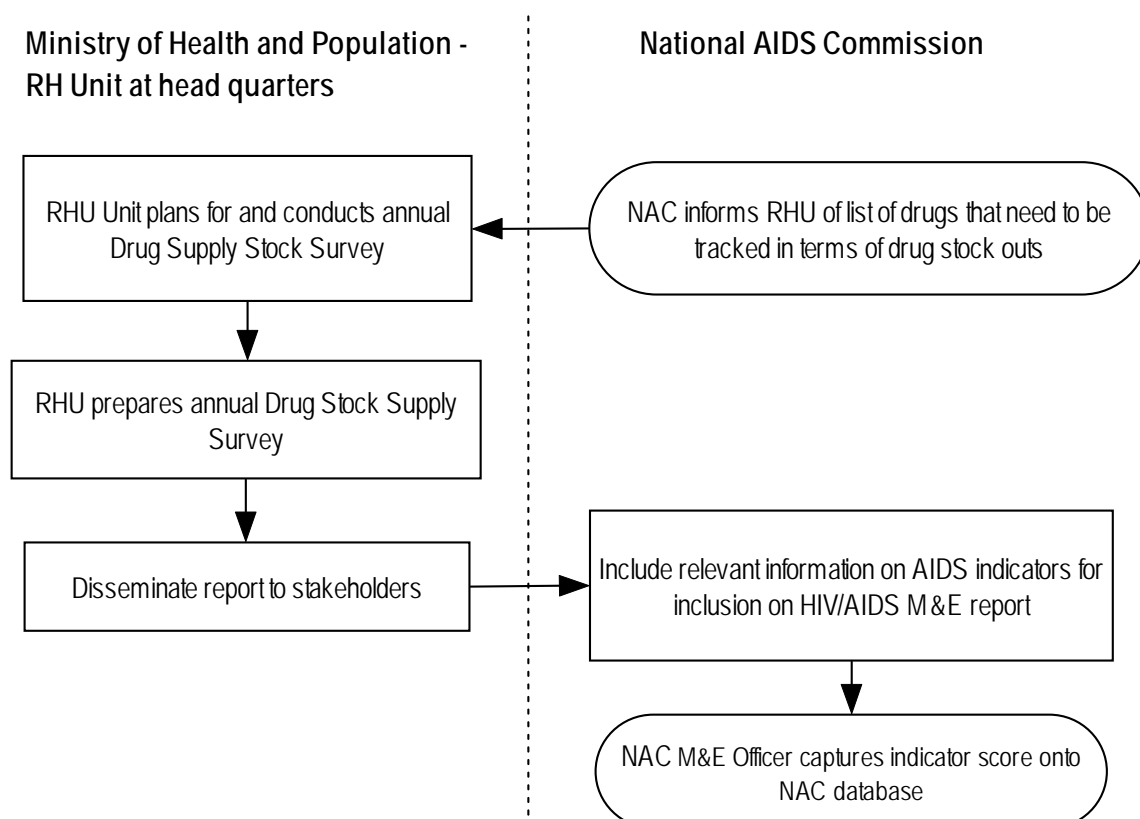 Ministry of Health and Population -
RH Unit at head quarters
National AIDS Commission
NAC informs RHU of list of drugs that need to be
tracked in terms of drug stock outs
RHU Unit plans for and conducts annual
Drug Supply Stock Survey
RHU prepares annual Drug Stock Supply
Survey
Disseminate report to stakeholders
Include relevant information on AIDS indicators for
inclusion on HIV/AIDS M&E report
NAC M&E Officer captures indicator score onto
NAC database